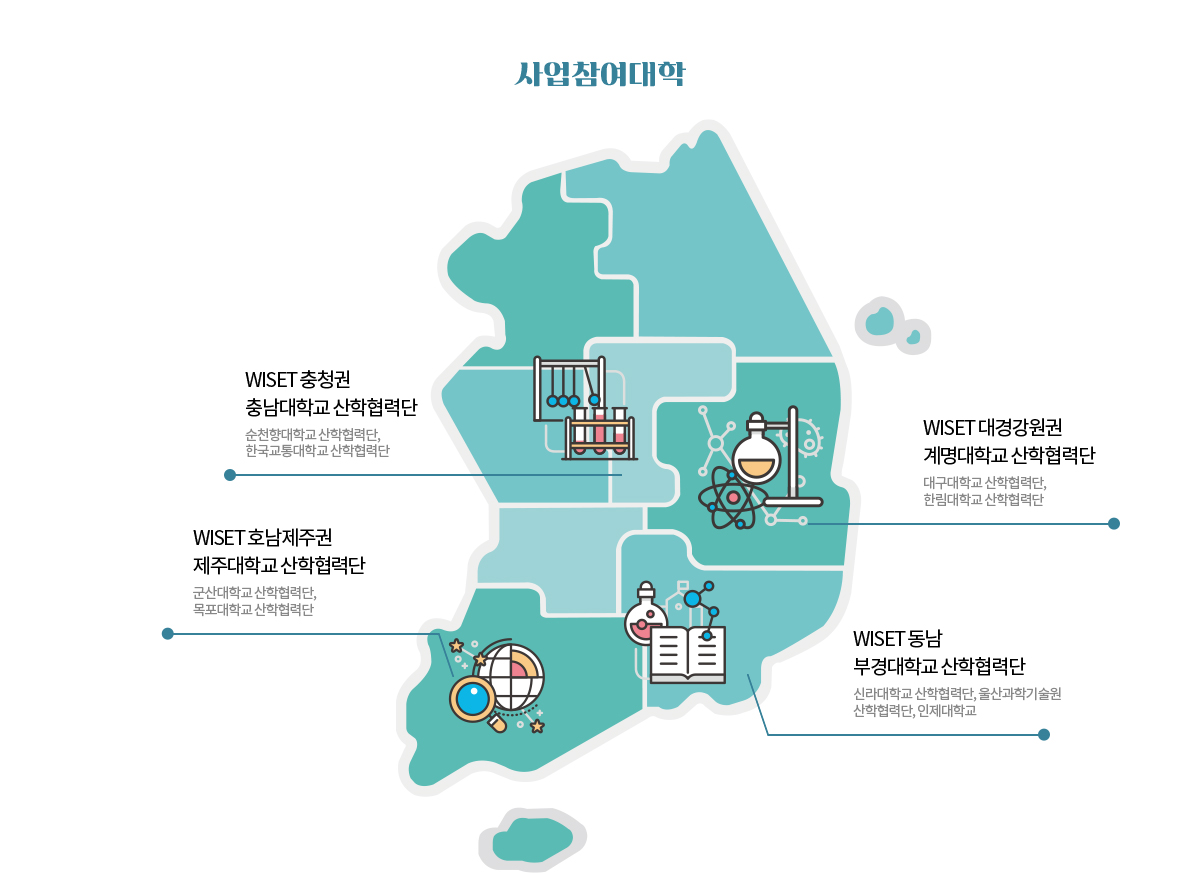 사업참여대학
WISET 충청권
충남대학교 산학협력단
순천향대학교 산학협력단,
한국교통대학교 산학협력단
WISET 대경강원권
계명대학교 산학협력단
대구대학교 산학협력단,
한림대학교 산학협력단
WISET 호남제주권
제주대학교 산학협력단
군산대학교 산학협력단,
목포대학교 산학협력단
WISET 동남
부경대학교 산학협력단
신라대학교 산학협력단, 울산과학기술원
산학협력단, 인제대학교